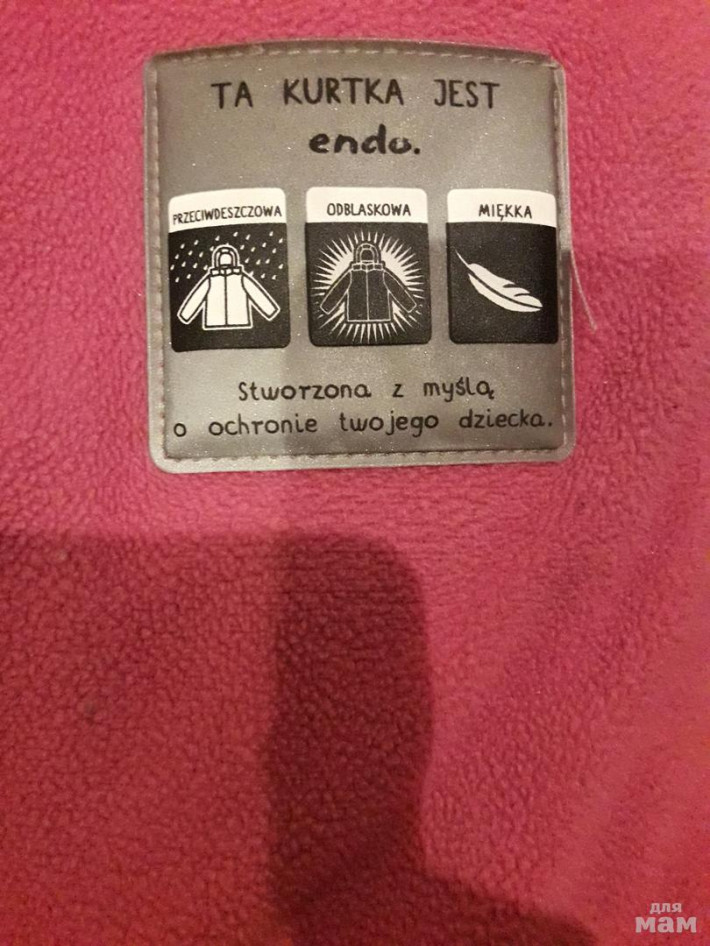 TA KURTKA JEST
endo.
PRZECIWDESZCZOWA
ODBLASKOWA
MIĘKKA
Stworzona z myślą
o ochronie twojego dziecka.
для
мам